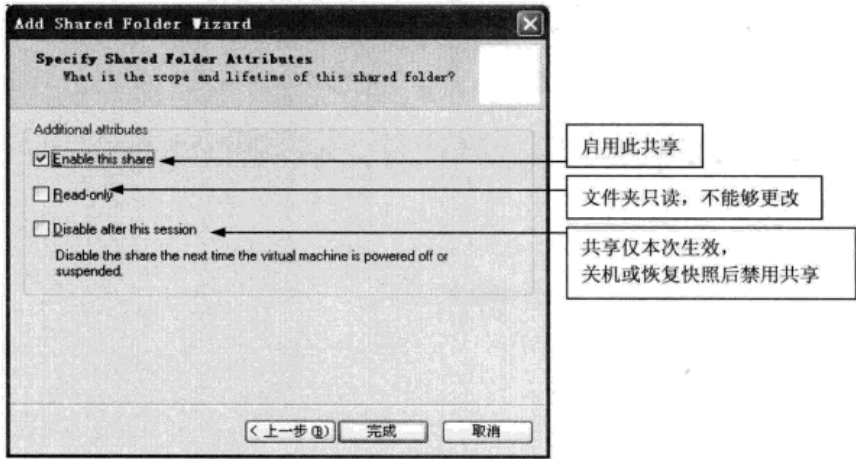 Add Shared Folder Wizard
Specify Shared Folder Attributes
What is the scope and lifetime of this shared folder?
Additional attributes
Enable this share
启用此共享
Read-only
文件夹只读，不能够更改
Disable after this session
共享仅本次生效，
关机或恢复快照后禁用共享
Disable the share the next time the virtual machine is powered off or
suspended.
< 上一步(B)
完成
取消